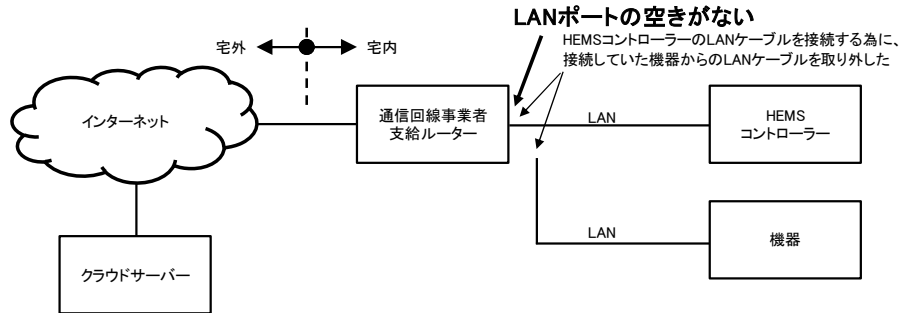 LANポートの空きがない
HEMSコントローラーのLANケーブルを接続する為に、
接続していた機器からのLANケーブルを取り外した
宅外
宅内
インターネット
通信回線事業者
支給ルーター
LAN
HEMS
コントローラー
LAN
機器
クラウドサーバー